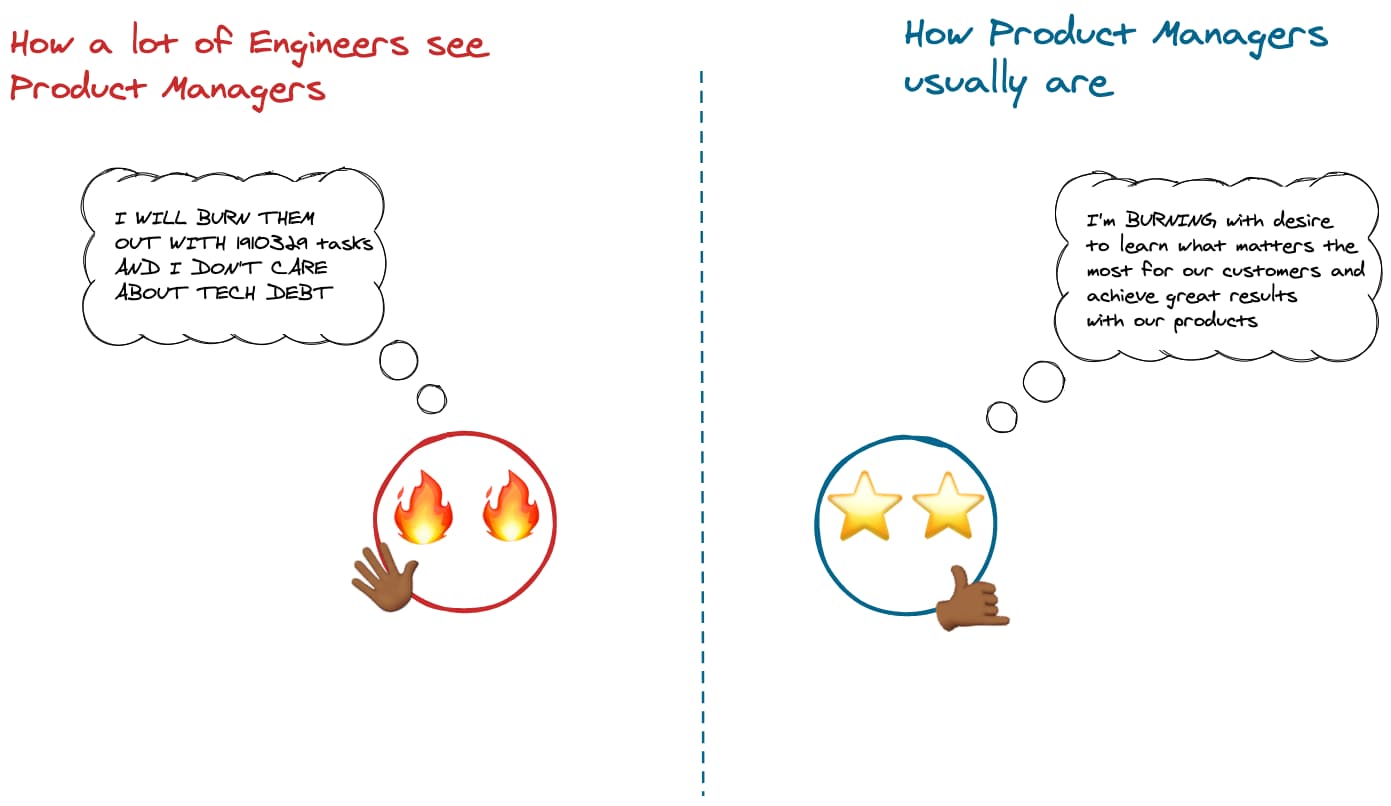 How a lot of Engineers see
Product Managers
I WILL BURN THEM
OUT WITH 1910329 tasks
AND I DON'T CARE
ABOUT TECH DEBT
How Product Managers
usually are
I'm BURNING with desire
to learn what matters the
most for our customers and
achieve great results
with our products